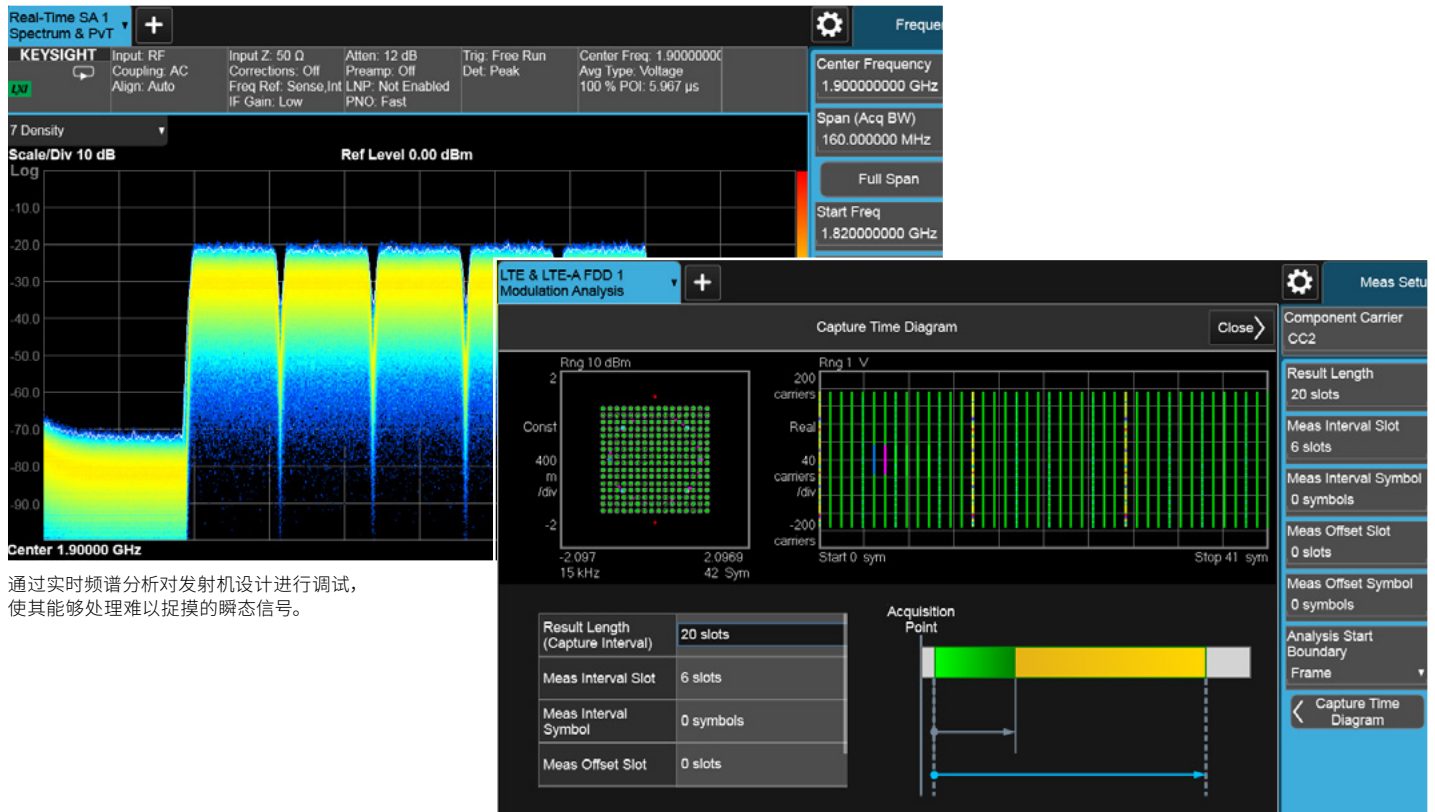 Real-Time SA 1
Spectrum & PvT
KEYSIGHT
LXI
Input: RF
Coupling: AC
Align: Auto
Input Z: 50 Ω
Corrections: Off
Freq Ref: Sense,Int
IF Gain: Low
Atten: 12 dB
Preamp: Off
LNP: Not Enabled
PNO: Fast
Trig: Free Run
Det: Peak
Center Freq: 1.90000000
Avg Type: Voltage
100 % POI: 5.967 µs
Center Frequency
1.900000000 GHz
Span (Acq BW)
160.000000 MHz
Full Span
Start Freq
1.820000000 GHz
7 Density
Scale/Div 10 dB
Ref Level 0.00 dBm
Log
-10.0
-20.0
-30.0
-40.0
-50.0
-60.0
-70.0
-80.0
-90.0
Center 1.90000 GHz
通过实时频谱分析对发射机设计进行调试，
使其能够处理难以捉摸的瞬态信号。
LTE & LTE-A FDD 1
Modulation Analysis
Meas Setu
Capture Time Diagram
Close
Rng 10 dBm
2
Const
400
m
/div
-2
-2.097
2.0969
15 kHz
42 Sym
Rng 1 V
200
carriers
Real
40
carriers
/div
-200
carriers
Start 0 sym
Stop 41 sym
Result Length
(Capture Interval)
20 slots
Meas Interval Slot
6 slots
Meas Interval
Symbol
0 symbols
Meas Offset Slot
0 slots
Acquisition
Point
Component Carrier
CC2
Result Length
20 slots
Meas Interval Slot
6 slots
Meas Interval Symbol
0 symbols
Meas Offset Slot
0 slots
Meas Offset Symbol
0 symbols
Analysis Start
Boundary
Frame
Capture Time
Diagram